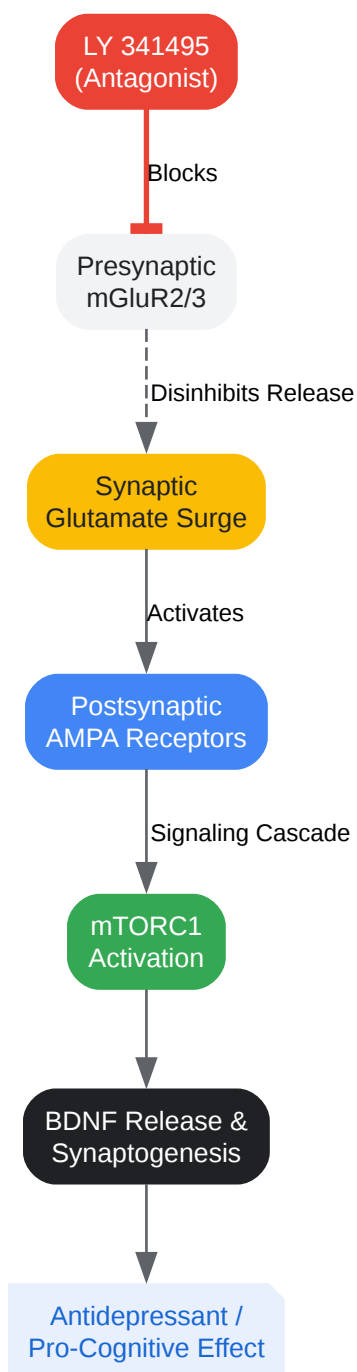 LY 341495
(Antagonist)
Blocks
Presynaptic
mGluR2/3
Disinhibits Release
Synaptic
Glutamate Surge
Activates
Postsynaptic
AMPA Receptors
Signaling Cascade
mTORC1
Activation
BDNF Release &
Synaptogenesis
Antidepressant /
Pro-Cognitive Effect